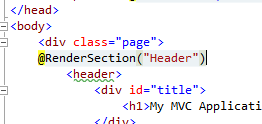 </head>
<body>
<div class="page">
@RenderSection("Header")
<header>
<div id="title">
<h1>My MVC Applicati
</div>